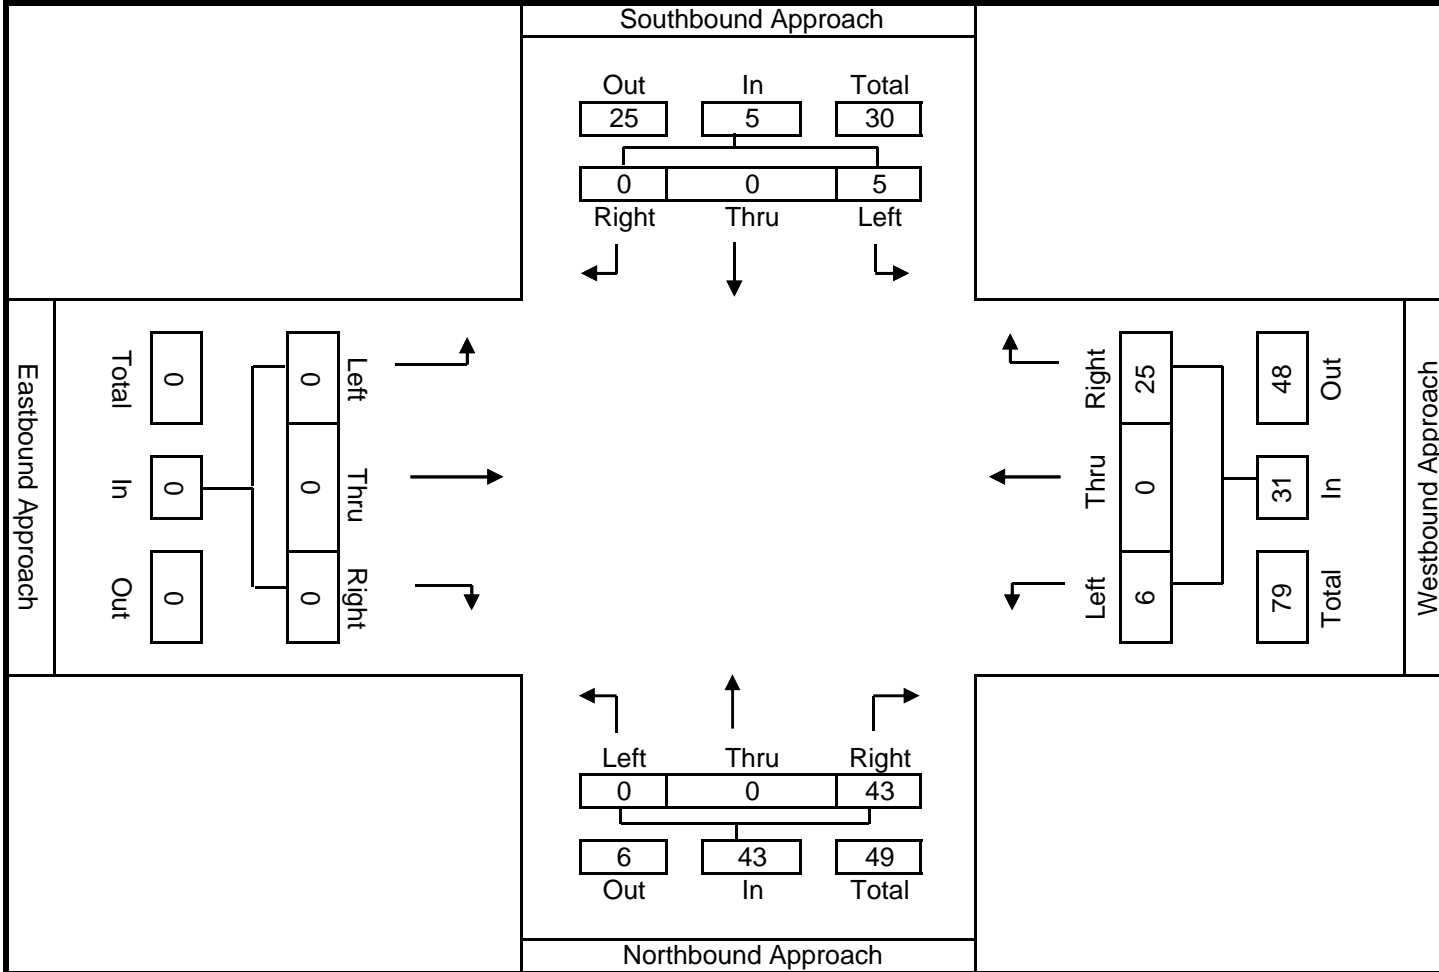 Southbound Approach
Out In Total
25 5 30
0 0 5
Right Thru Left
Eastbound Approach
Total In Out
0 0 0
0 0 0
Left Thru Right
Right Thru Left
25 0 6
48 31 79
Out In Total
Westbound Approach
Left Thru Right
0 0 43
6 43 49
Out In Total
Northbound Approach